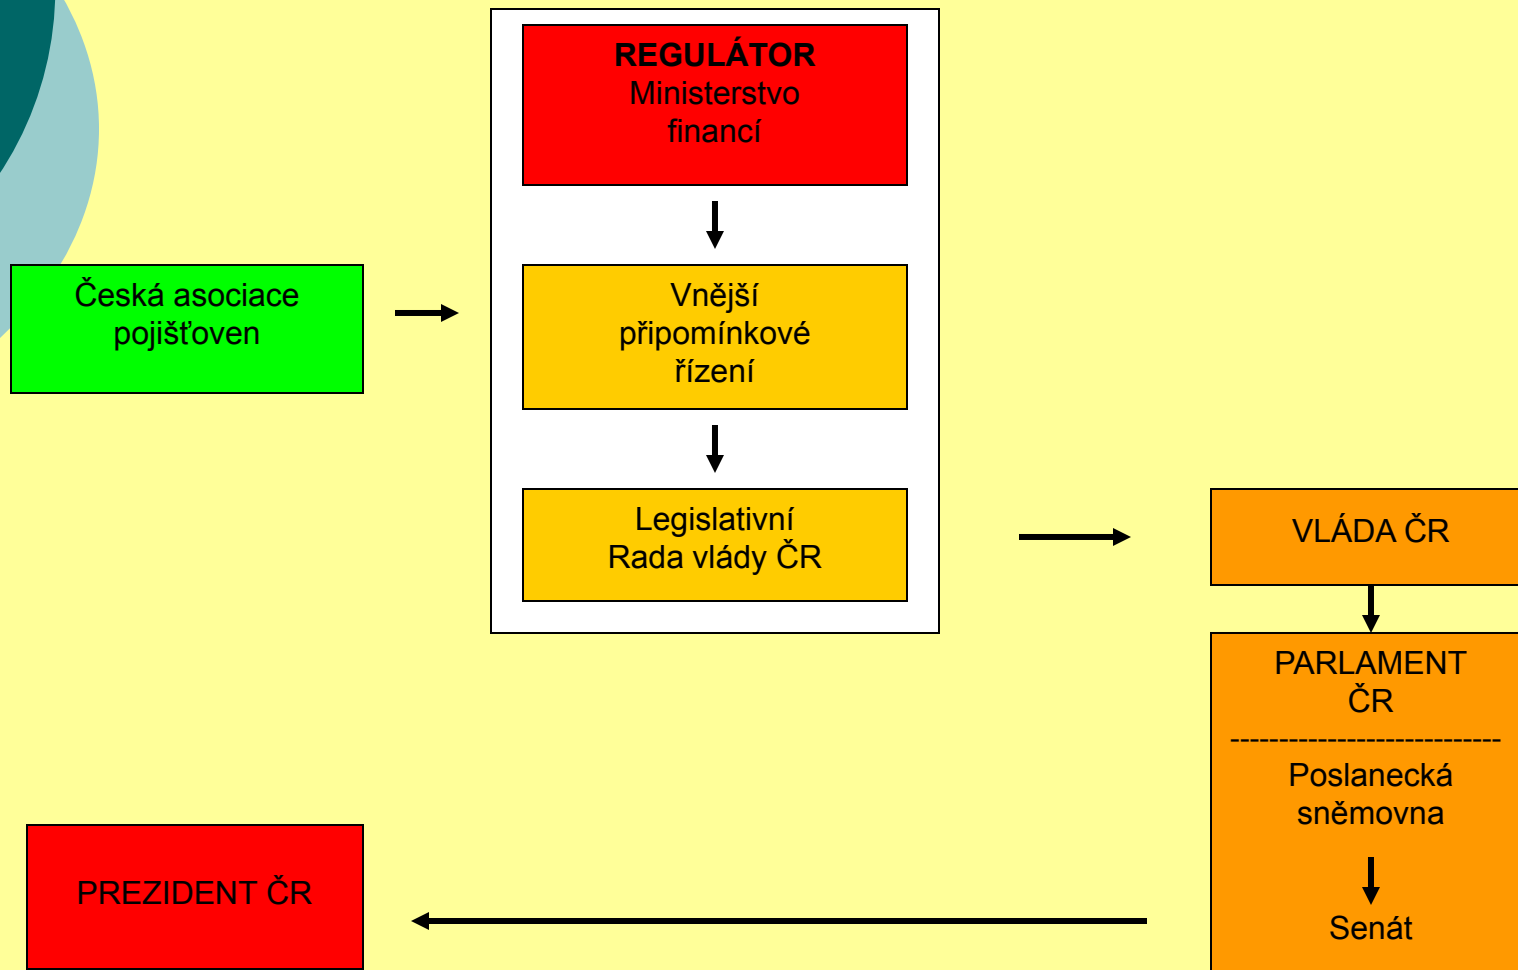 REGULÁTOR
Ministerstvo
financí
Česká asociace
pojišťoven
Vnější
připomínkové
řízení
Legislativní
Rada vlády ČR
VLÁDA ČR
PARLAMENT
ČR
----------------------------
Poslanecká
sněmovna
Senát
PREZIDENT ČR